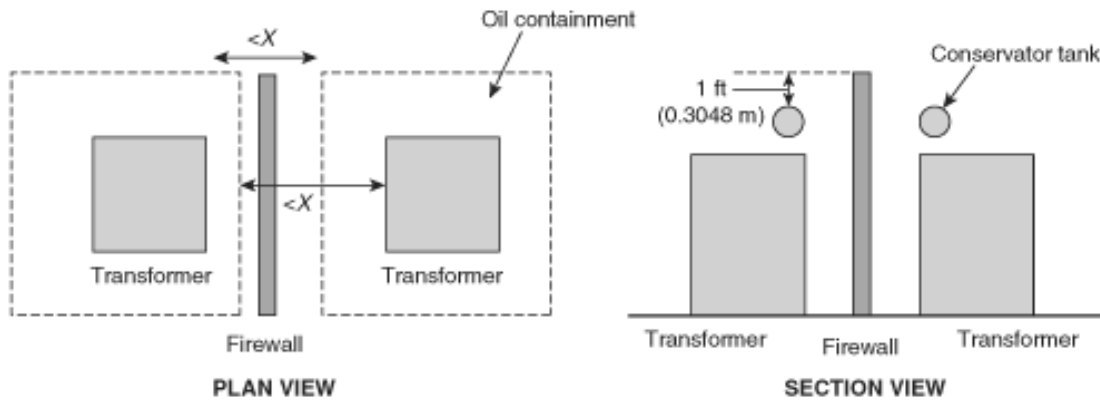 Oil containment
<X
<X
Transformer
Transformer
Firewall
PLAN VIEW
Conservator tank
1 ft
(0.3048 m)
Transformer
Firewall
Transformer
SECTION VIEW